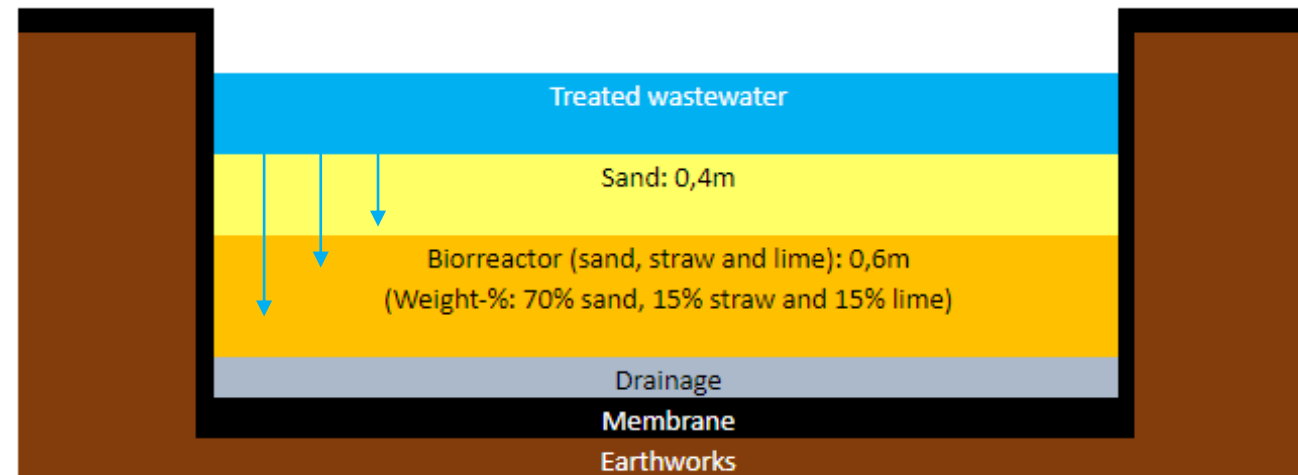 Treated wastewater
Sand: 0,4m
Biorreactor (sand, straw and lime): 0,6m
(Weight-%: 70% sand, 15% straw and 15% lime)
Drainage
Membrane
Earthworks